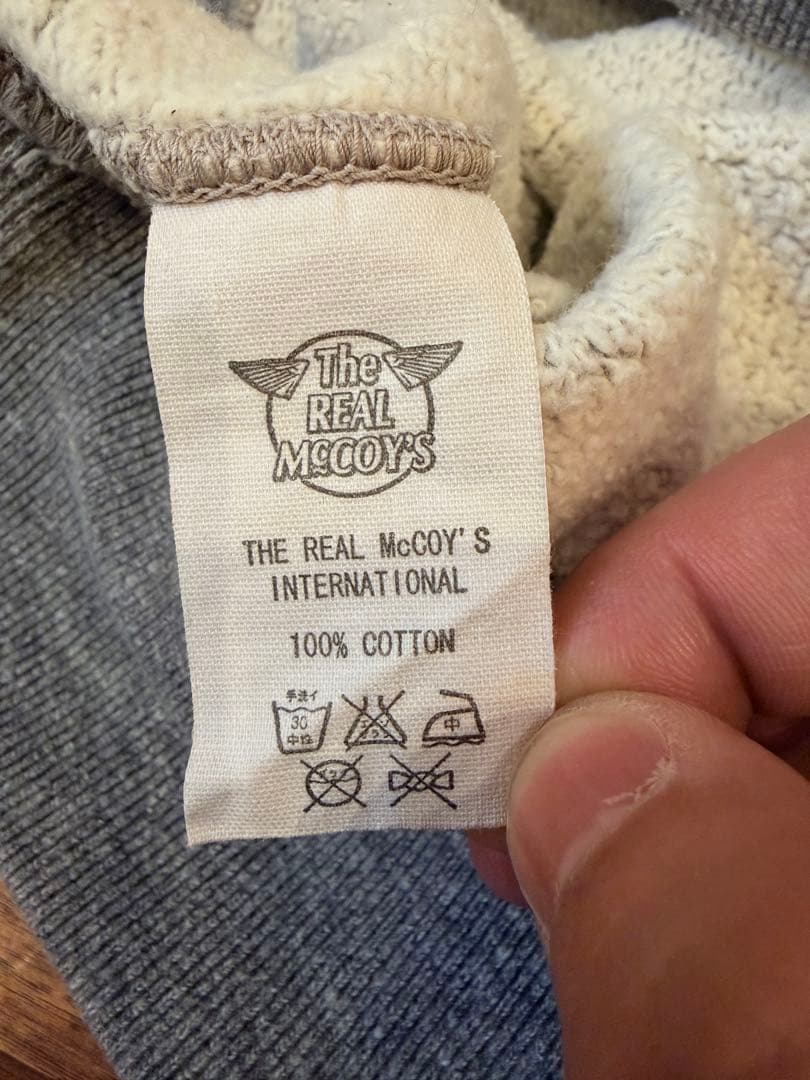 The
REAL
McCOY'S
THE REAL McCOY'S
INTERNATIONAL
100% COTTON
手洗イ
30
中性
中